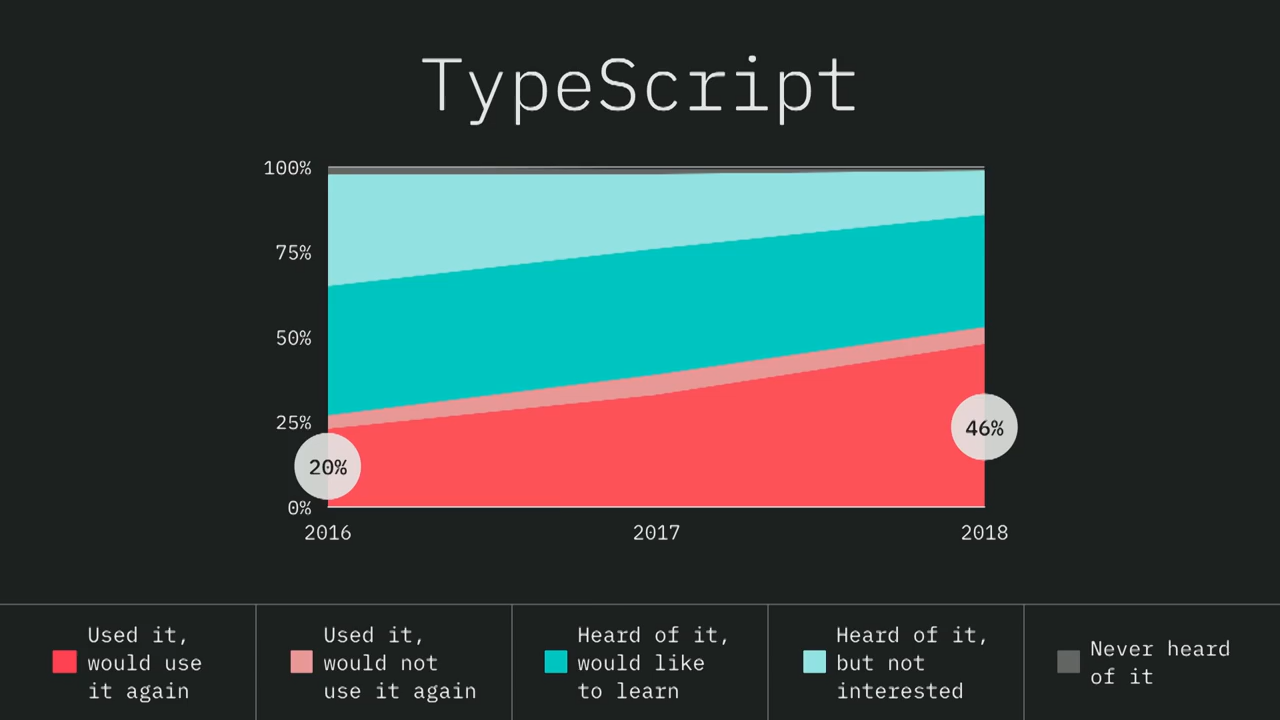 TypeScript
100%
75%
50%
25%
0%
20%
46%
2016
2017
2018
Used it,
would use
it again
Used it,
would not
use it again
Heard of it,
would like
to learn
Heard of it,
but not
interested
Never heard
of it